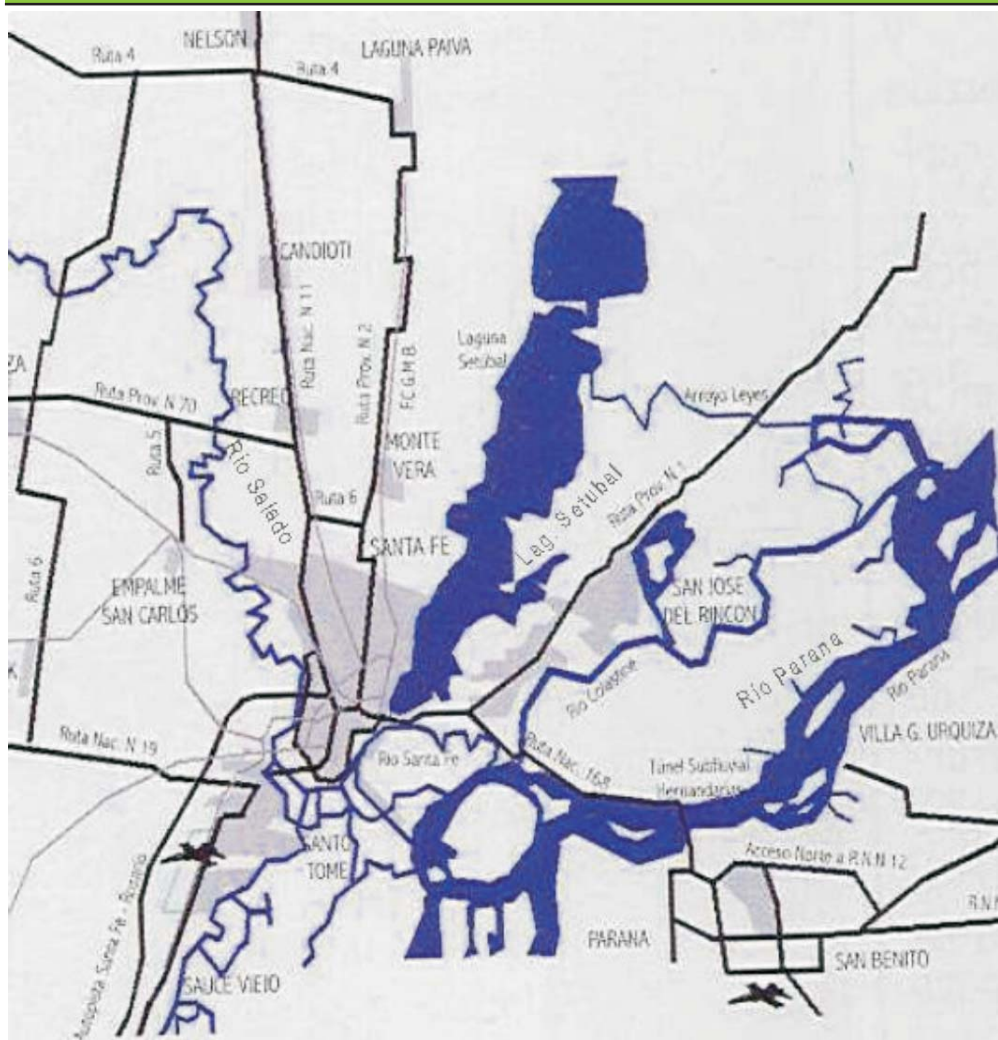 NELSON
LAGUNA PAIVA
Ruta 4
Ruta 4
CANDIOTI
Ruta Nac. N 11
Ruta Prov. N 2
F.C.G.M.B.
Laguna
Setubal
ZA
Ruta Prov. N 70
RECREO
Arroyo Leyes
Ruta 5
MONTE
VERA
Rio Salado
Lag. Setubal
Ruta Prov. N 1
Ruta 6
SANTA FE
Ruta 6
EMPALME
SAN CARLOS
SAN JOSE
DEL RINCON
Rio Parana
Rio Colastine
Rio Parana
Ruta Nac. N 19
Rio Santa Fe
Ruta Nac. 168
Tunel Subfluvial
Hernandarias
VILLA G. URQUIZA
SANTO
TOME
Acceso Norte a R.N.N 12
R.N.
PARANA
SAN BENITO
SAUCE VIEJO
Autopista Santa Fe - Rosario